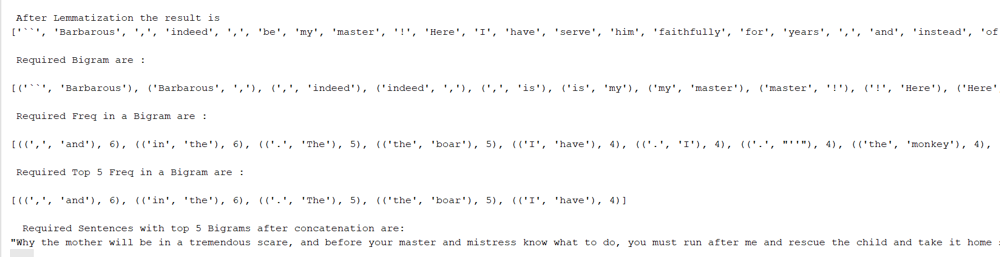 After Lemmatization the result is
['``', 'Barbarous', ',', 'indeed', ',', 'be', 'my', 'master', '!', 'Here', 'I', 'have', 'serve', 'him', 'faithfully', 'for', 'years', ',', 'and', 'instead', 'of
Required Bigram are :
[('``', 'Barbarous'), ('Barbarous', ','), (',', 'indeed'), ('indeed', ','), (',', 'is'), ('is', 'my'), ('my', 'master'), ('master', '!'), ('!', 'Here'), ('Here'
Required Freq in a Bigram are :
[((',', 'and'), 6), (('in', 'the'), 6), (('.', 'The'), 5), (('the', 'boar'), 5), (('I', 'have'), 4), (('.', 'I'), 4), (('.', "''"), 4), (('the', 'monkey'), 4),
Required Top 5 Freq in a Bigram are :
[((',', 'and'), 6), (('in', 'the'), 6), (('.', 'The'), 5), (('the', 'boar'), 5), (('I', 'have'), 4)]
Required Sentences with top 5 Bigrams after concatenation are:
"Why the mother will be in a tremendous scare, and before your master and mistress know what to do, you must run after me and rescue the child and take it home